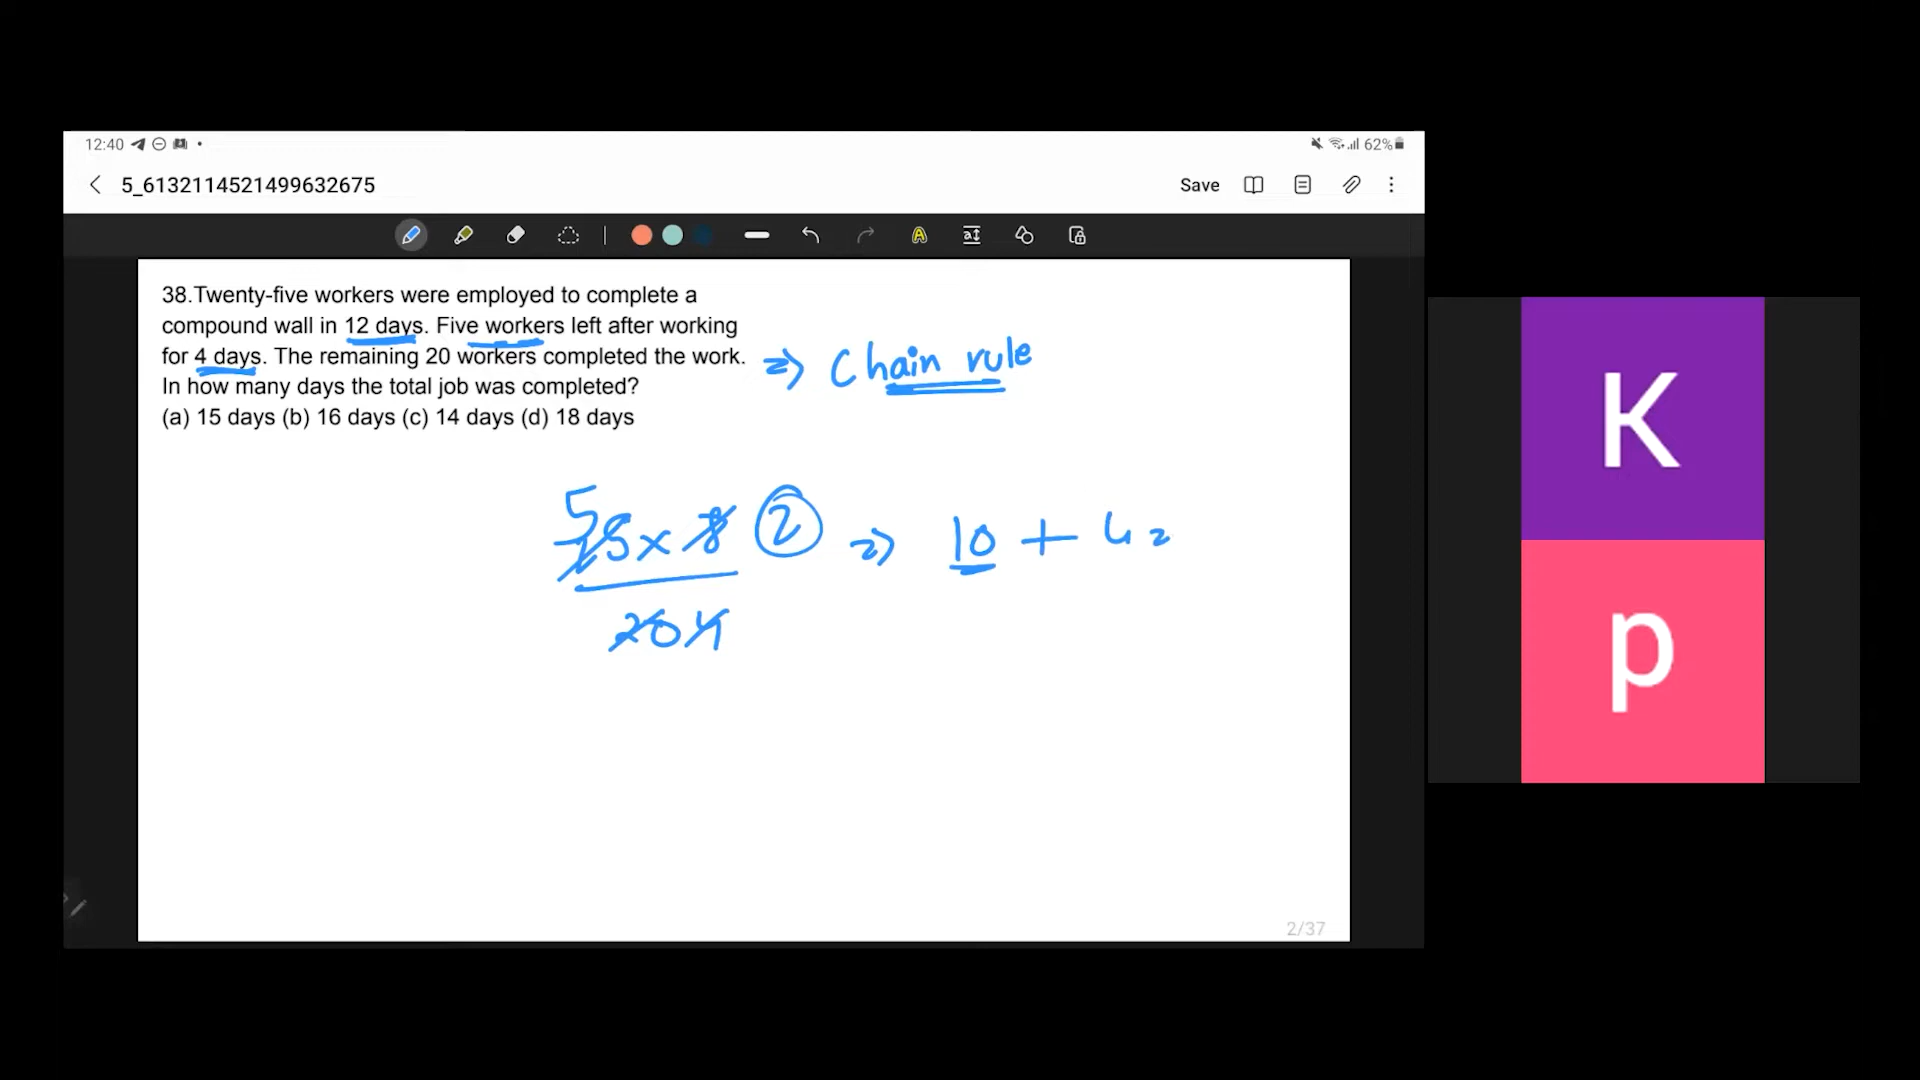 12:40 62%
5_6132114521499632675 Save
38.Twenty-five workers were employed to complete a
compound wall in 12 days. Five workers left after working
for 4 days. The remaining 20 workers completed the work.
In how many days the total job was completed?
(a) 15 days (b) 16 days (c) 14 days (d) 18 days
=> Chain rule
5
25 x 8 2 => 10 + 4 =
20 4
2/37
K
p